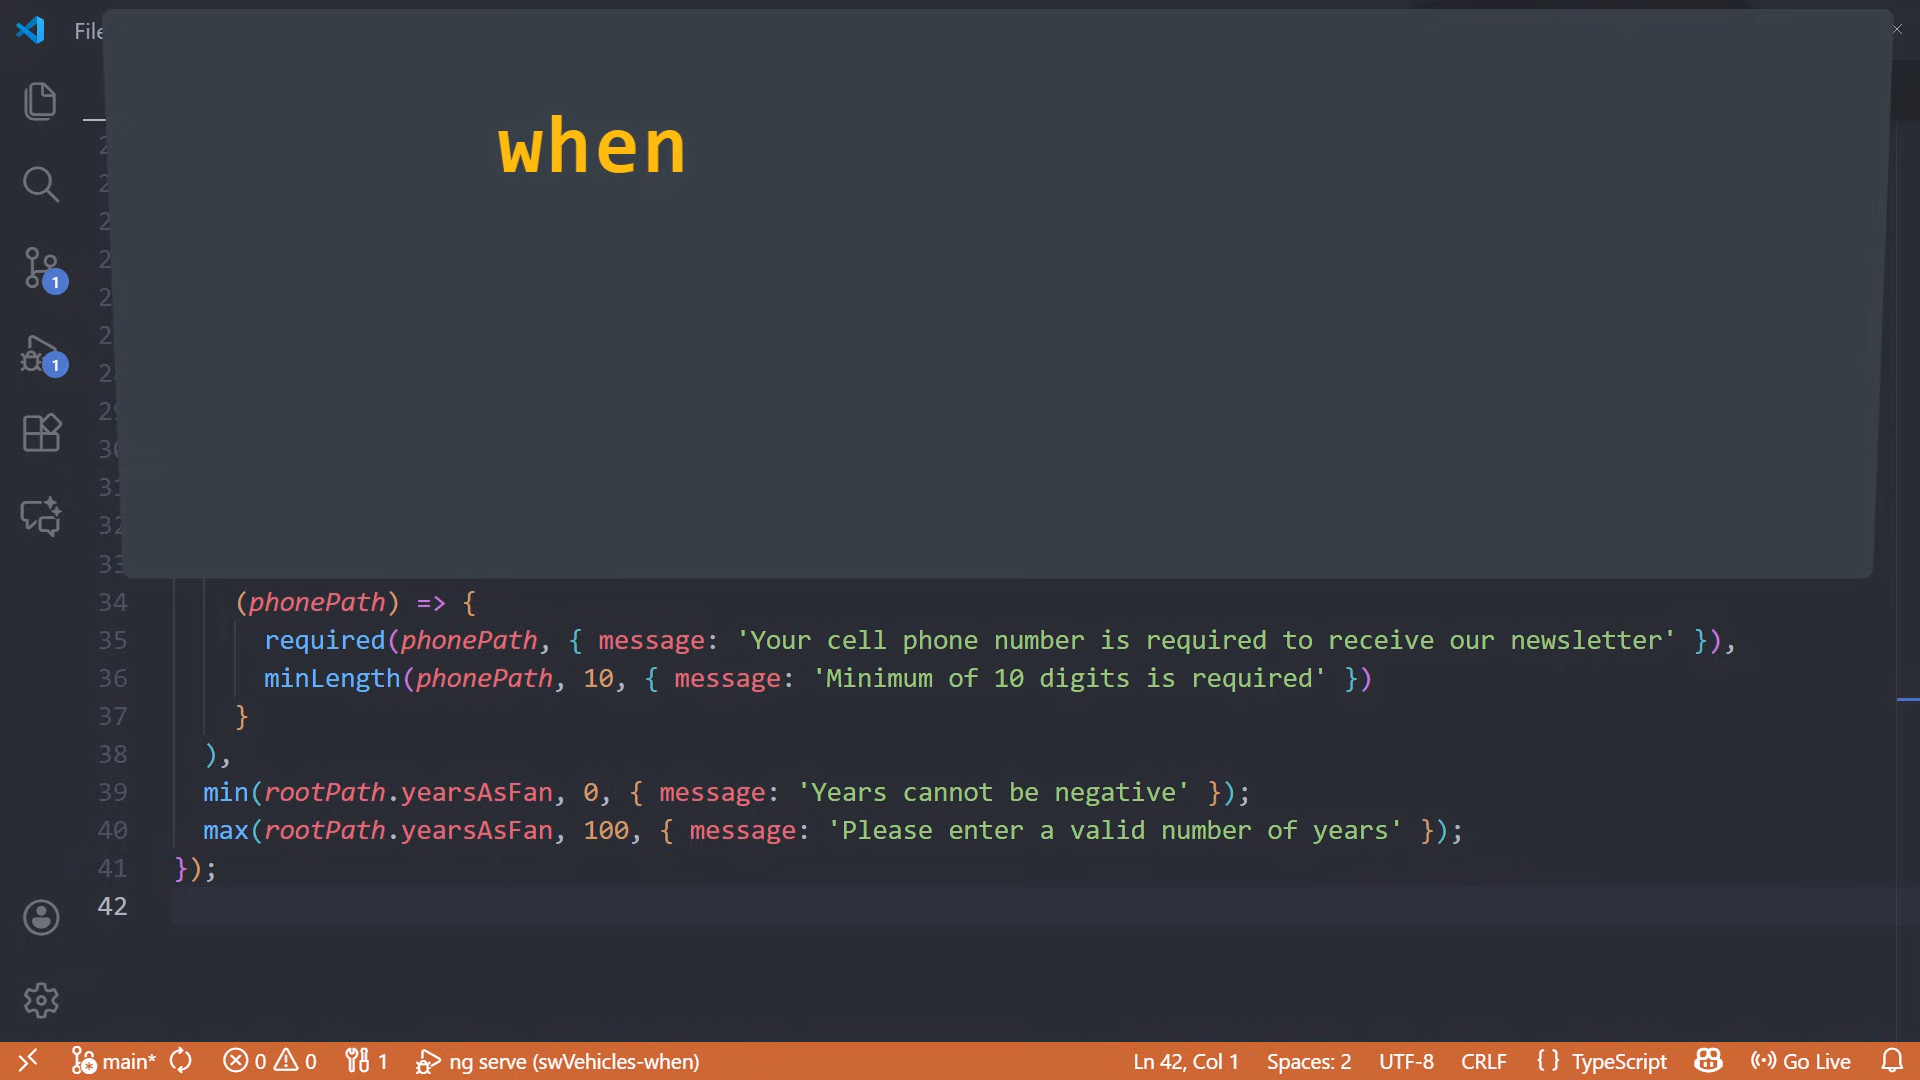 File
when
2
2
2
2
2
2
2
29
30
31
32
33
34 (phonePath) => {
35 required(phonePath, { message: 'Your cell phone number is required to receive our newsletter' }),
36 minLength(phonePath, 10, { message: 'Minimum of 10 digits is required' })
37 }
38 ),
39 min(rootPath.yearsAsFan, 0, { message: 'Years cannot be negative' });
40 max(rootPath.yearsAsFan, 100, { message: 'Please enter a valid number of years' });
41 });
42
1
1
main* 0 0 1 ng serve (swVehicles-when) Ln 42, Col 1 Spaces: 2 UTF-8 CRLF {} TypeScript Go Live